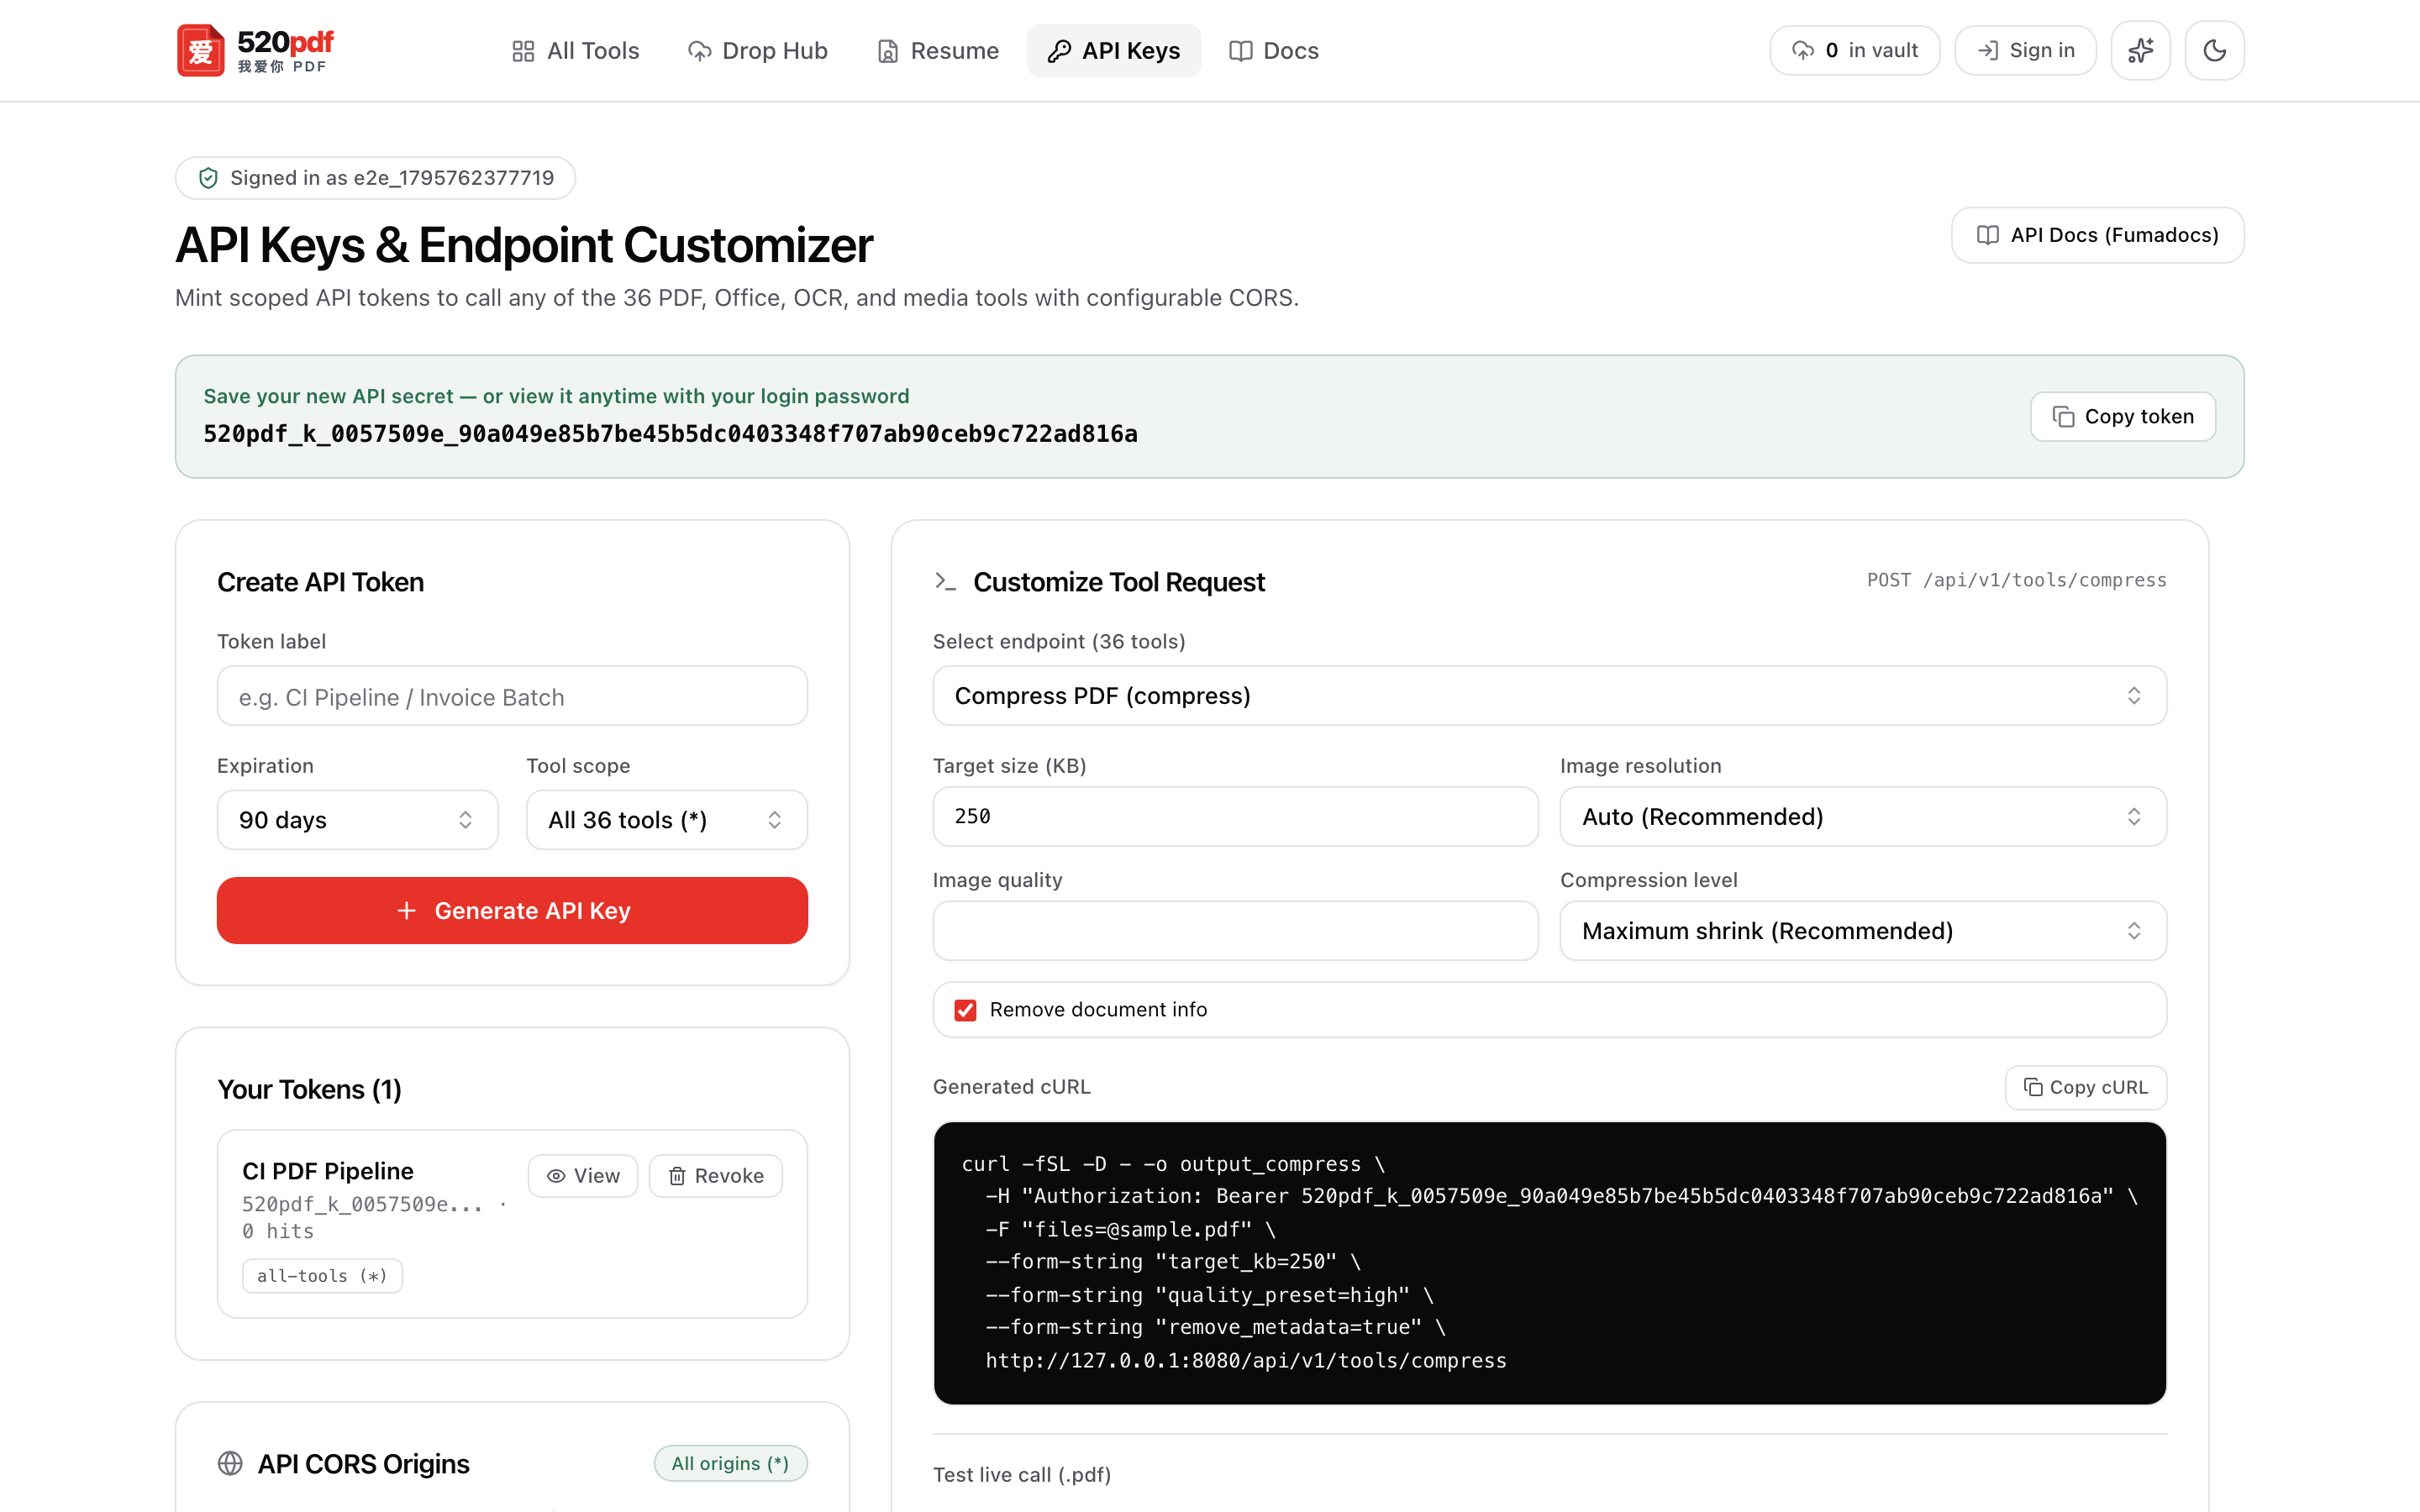 爱
520pdf
我爱你 PDF
All Tools
Drop Hub
Resume
API Keys
Docs
0 in vault
Sign in
Signed in as e2e_1795762377719
API Keys & Endpoint Customizer
API Docs (Fumadocs)
Mint scoped API tokens to call any of the 36 PDF, Office, OCR, and media tools with configurable CORS.
Save your new API secret — or view it anytime with your login password
520pdf_k_0057509e_90a049e85b7be45b5dc0403348f707ab90ceb9c722ad816a
Copy token
Create API Token
Token label
e.g. CI Pipeline / Invoice Batch
Expiration
Tool scope
90 days
All 36 tools (*)
Generate API Key
Your Tokens (1)
CI PDF Pipeline
View
Revoke
520pdf_k_0057509e... ·
0 hits
all-tools (*)
API CORS Origins
All origins (*)
Customize Tool Request
POST /api/v1/tools/compress
Select endpoint (36 tools)
Compress PDF (compress)
Target size (KB)
Image resolution
250
Auto (Recommended)
Image quality
Compression level
Maximum shrink (Recommended)
Remove document info
Generated cURL
Copy cURL
curl -fSL -D - -o output_compress \
-H "Authorization: Bearer 520pdf_k_0057509e_90a049e85b7be45b5dc0403348f707ab90ceb9c722ad816a" \
-F "files=@sample.pdf" \
--form-string "target_kb=250" \
--form-string "quality_preset=high" \
--form-string "remove_metadata=true" \
http://127.0.0.1:8080/api/v1/tools/compress
Test live call (.pdf)